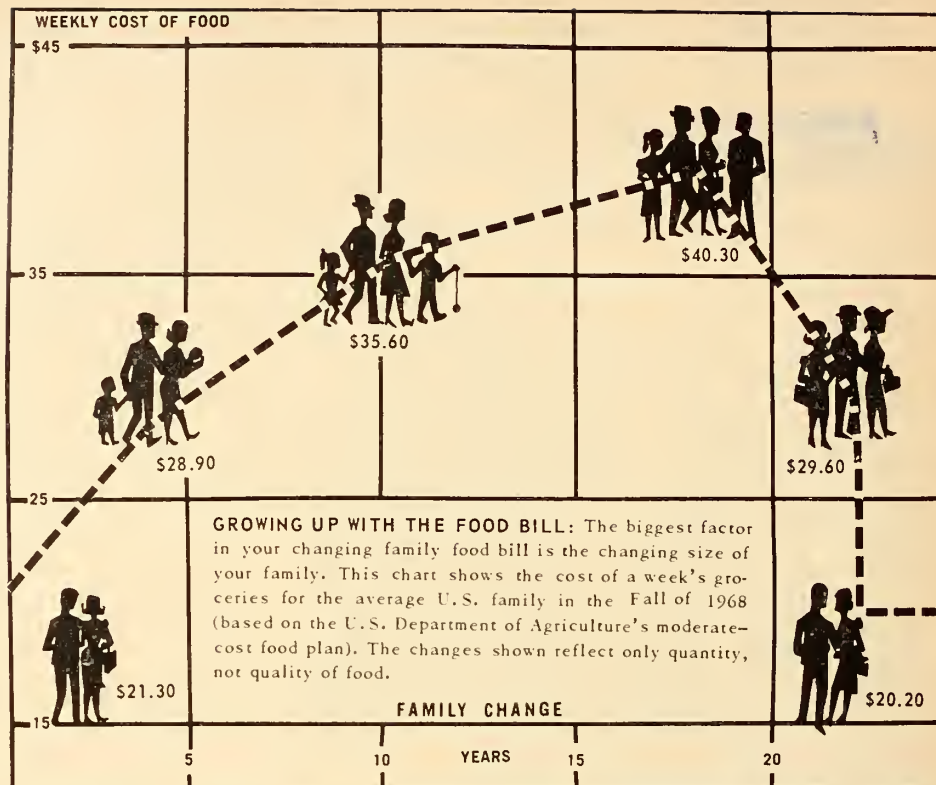 WEEKLY COST OF FOOD
$45
35
$40.30
$35.60
$28.90
$29.60
25
GROWING UP WITH THE FOOD BILL: The biggest factor
in your changing family food bill is the changing size of
your family. This chart shows the cost of a week's gro-
ceries for the average U.S. family in the Fall of 1968
(based on the U.S. Department of Agriculture's moderate-
cost food plan). The changes shown reflect only quantity,
not quality of food.
$21.30
$20.20
15
FAMILY CHANGE
5
10
YEARS
15
20